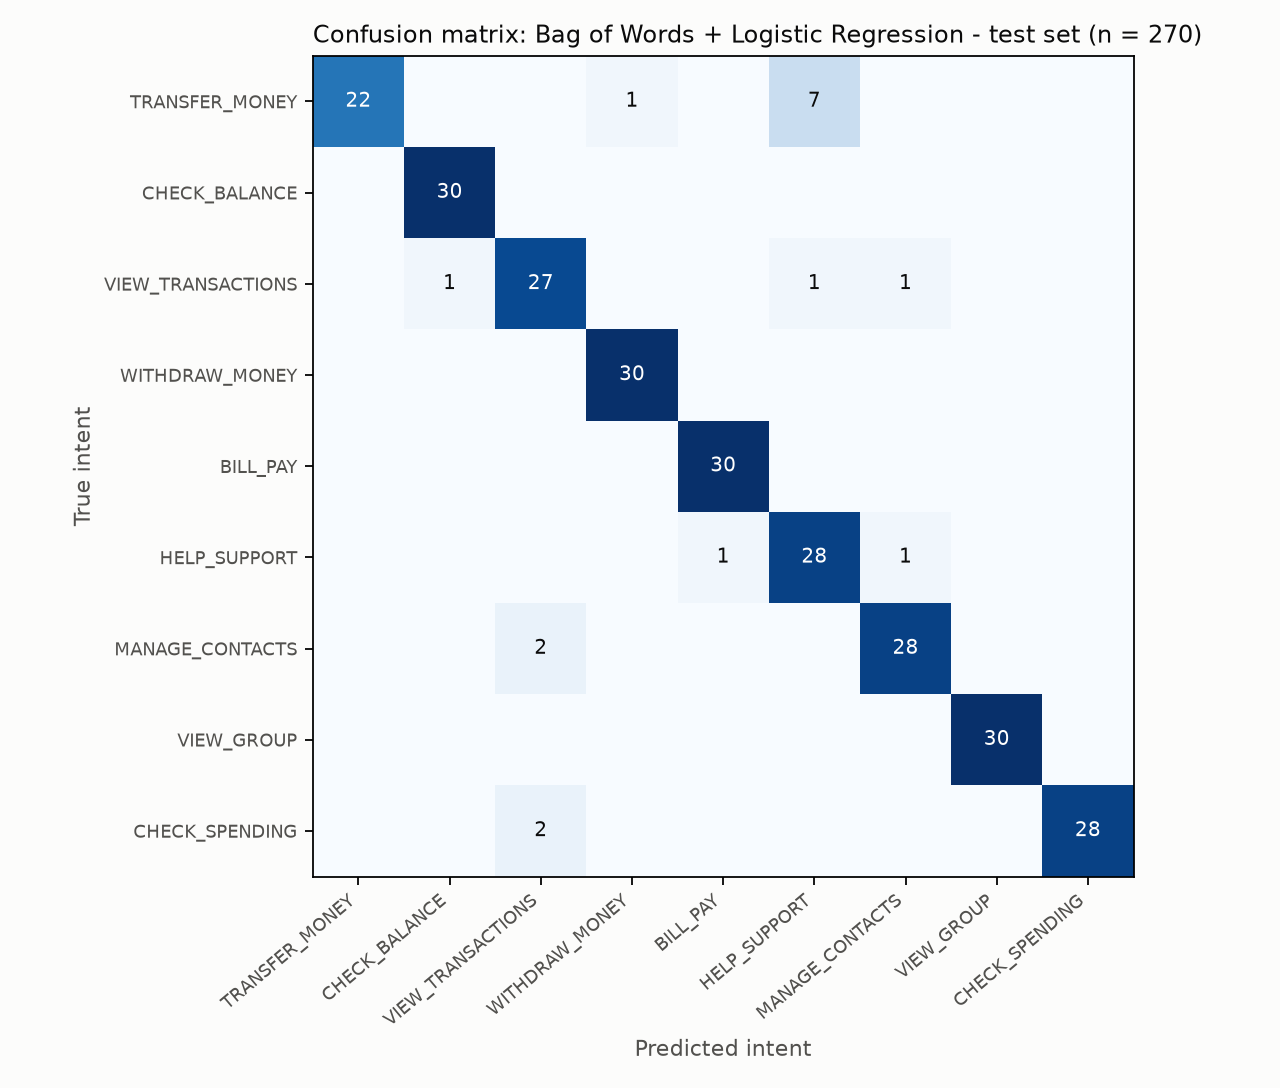 Confusion matrix: Bag of Words + Logistic Regression - test set (n = 270)
True intent
TRANSFER_MONEY 22 1 7
CHECK_BALANCE 30
VIEW_TRANSACTIONS 1 27 1 1
WITHDRAW_MONEY 30
BILL_PAY 30
HELP_SUPPORT 1 28 1
MANAGE_CONTACTS 2 28
VIEW_GROUP 30
CHECK_SPENDING 2 28
TRANSFER_MONEY CHECK_BALANCE VIEW_TRANSACTIONS WITHDRAW_MONEY BILL_PAY HELP_SUPPORT MANAGE_CONTACTS VIEW_GROUP CHECK_SPENDING
Predicted intent